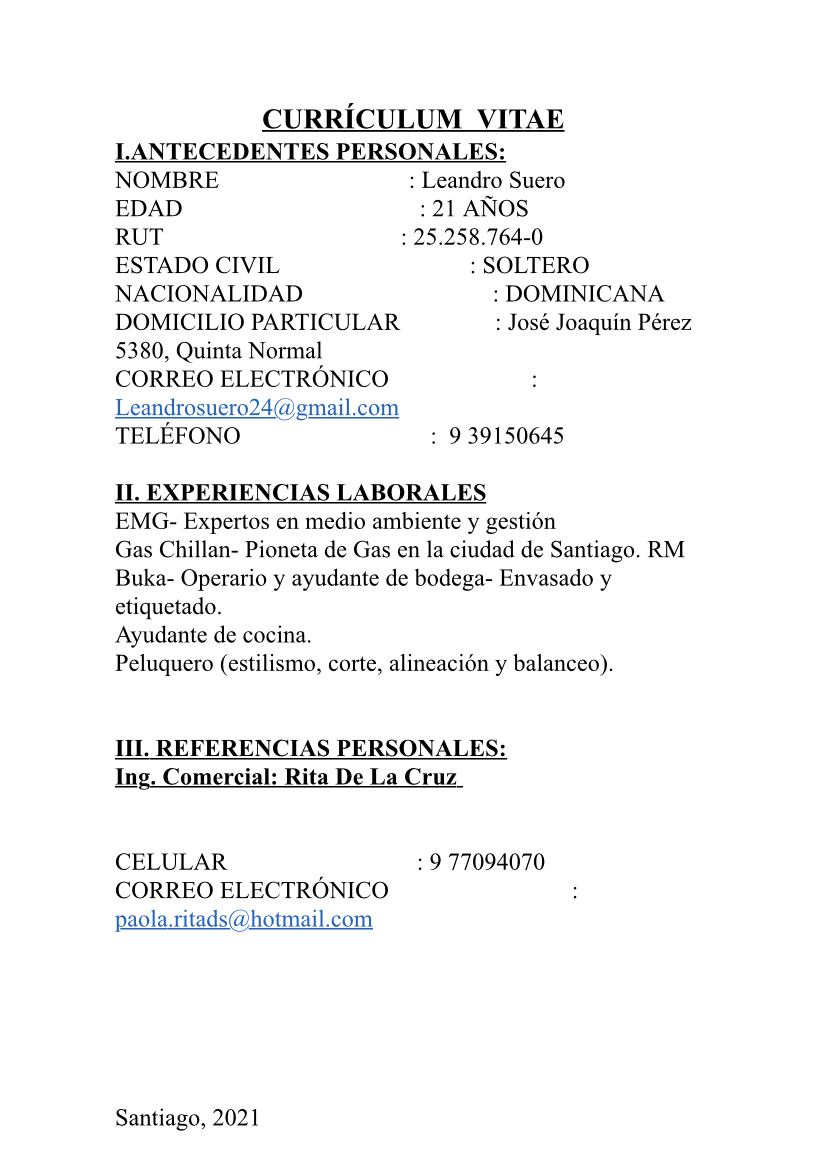 CURRÍCULUM VITAE
I.ANTECEDENTES PERSONALES:
NOMBRE : Leandro Suero
EDAD : 21 AÑOS
RUT : 25.258.764-0
ESTADO CIVIL : SOLTERO
NACIONALIDAD : DOMINICANA
DOMICILIO PARTICULAR : José Joaquín Pérez
5380, Quinta Normal
CORREO ELECTRÓNICO :
Leandrosuero24@gmail.com
TELÉFONO : 9 39150645
II. EXPERIENCIAS LABORALES
EMG- Expertos en medio ambiente y gestión
Gas Chillan- Pioneta de Gas en la ciudad de Santiago. RM
Buka- Operario y ayudante de bodega- Envasado y
etiquetado.
Ayudante de cocina.
Peluquero (estilismo, corte, alineación y balanceo).
III. REFERENCIAS PERSONALES:
Ing. Comercial: Rita De La Cruz
CELULAR : 9 77094070
CORREO ELECTRÓNICO :
paola.ritads@hotmail.com
Santiago, 2021